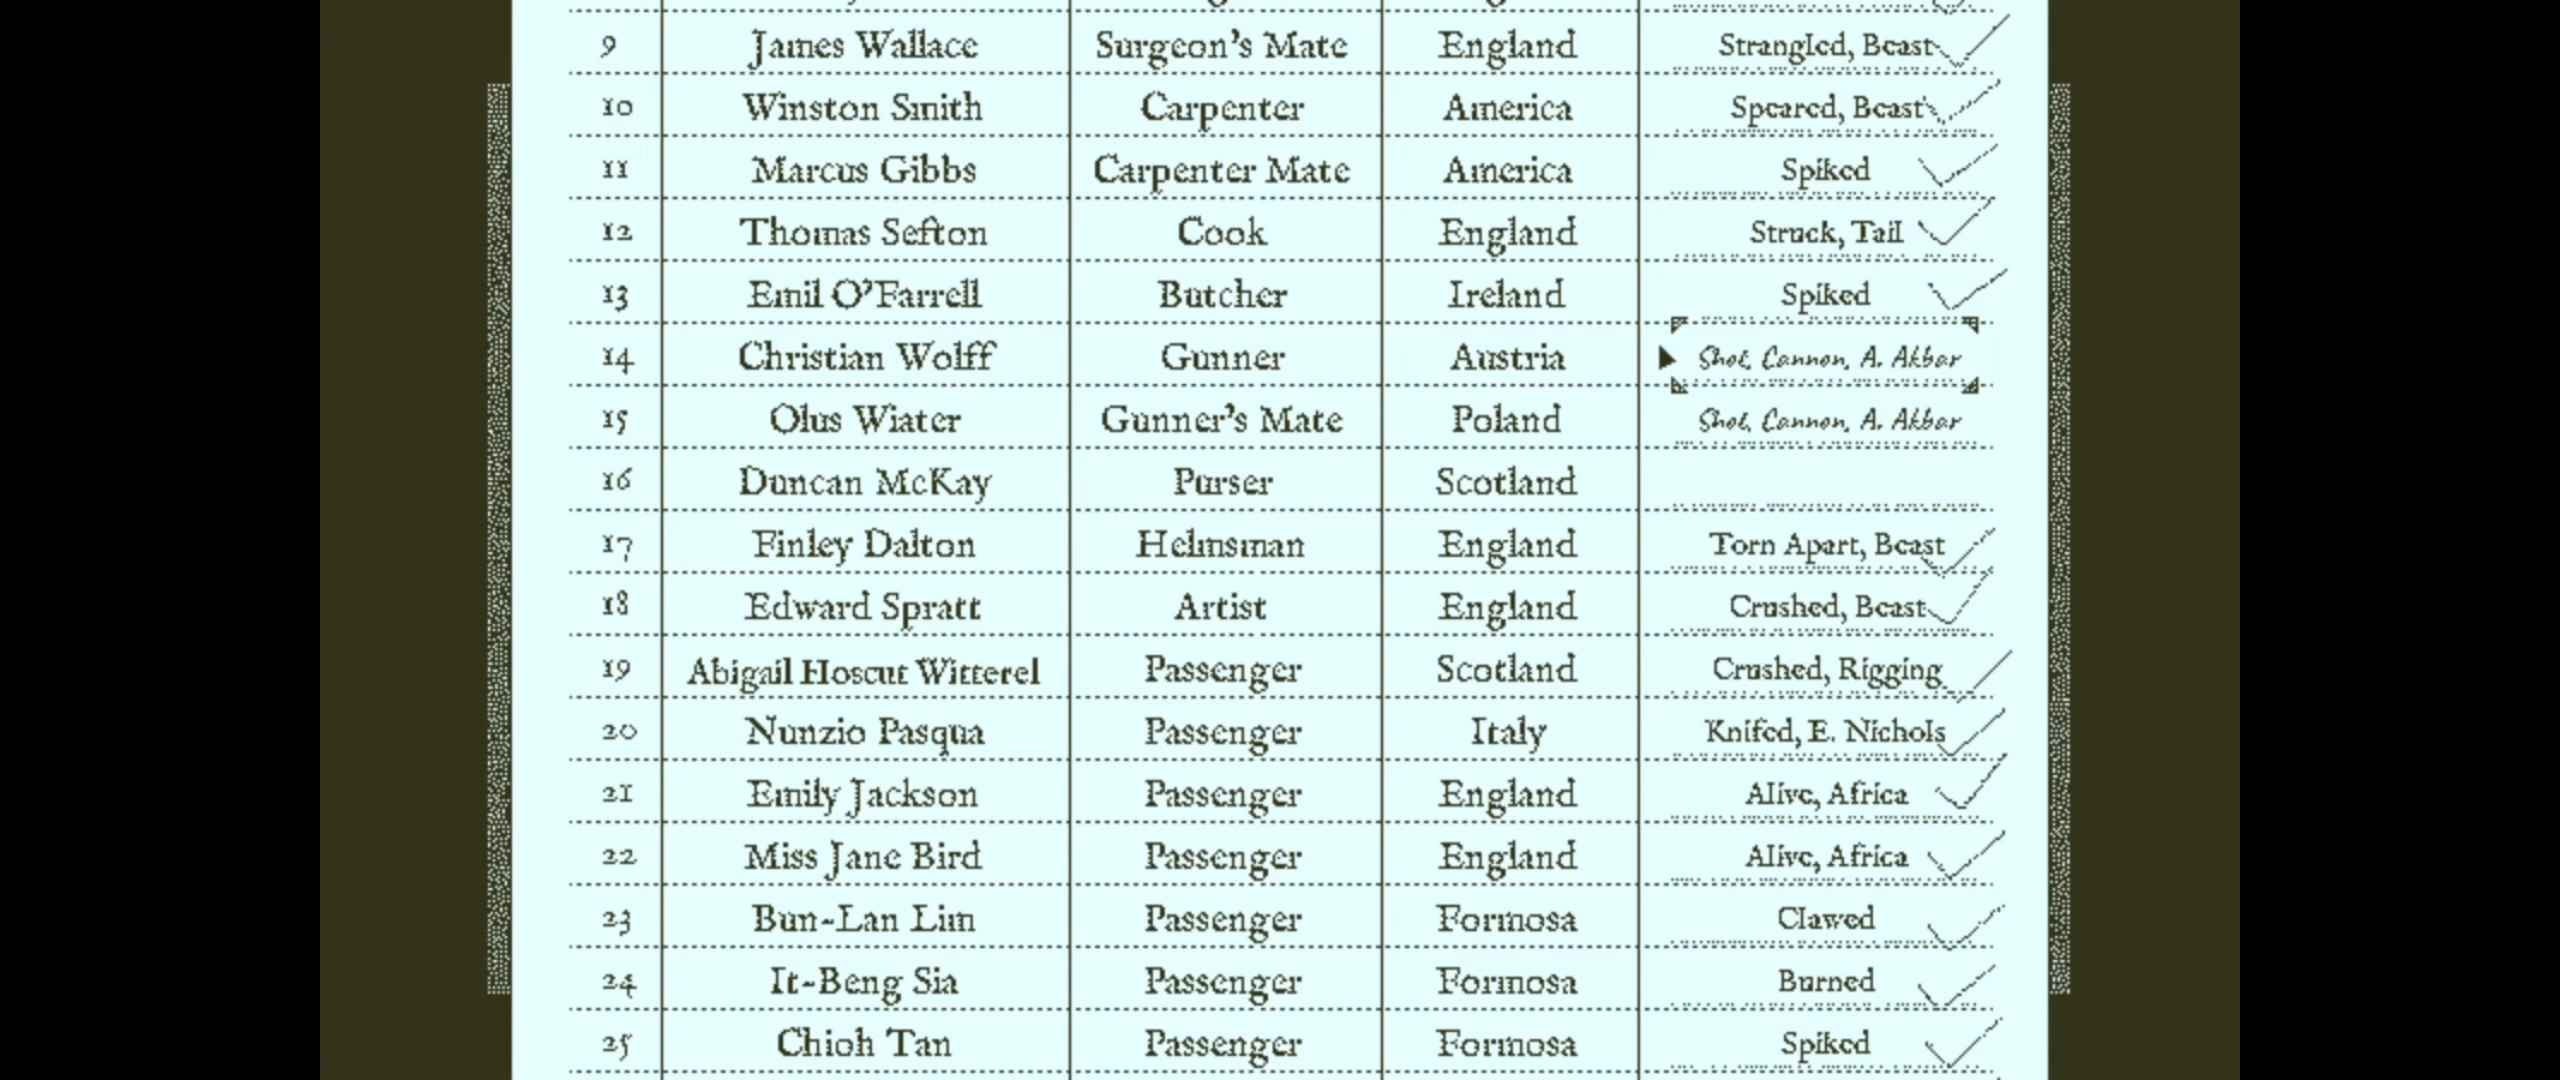 9 James Wallace Surgeon's Mate England Strangled, Beast
10 Winston Smith Carpenter America Speared, Beast
11 Marcus Gibbs Carpenter Mate America Spiked
12 Thomas Sefton Cook England Struck, Tail
13 Emil O'Farrell Butcher Ireland Spiked
14 Christian Wolff Gunner Austria Shot, Cannon, A. Akbar
15 Olus Wiater Gunner's Mate Poland Shot, Cannon, A. Akbar
16 Duncan McKay Purser Scotland
17 Finley Dalton Helmsman England Torn Apart, Beast
18 Edward Spratt Artist England Crushed, Beast
19 Abigail Hoscut Witterel Passenger Scotland Crushed, Rigging
20 Nunzio Pasqua Passenger Italy Knifed, E. Nichols
21 Emily Jackson Passenger England Alive, Africa
22 Miss Jane Bird Passenger England Alive, Africa
23 Bun-Lan Lim Passenger Formosa Clawed
24 It-Beng Sia Passenger Formosa Burned
25 Chioh Tan Passenger Formosa Spiked